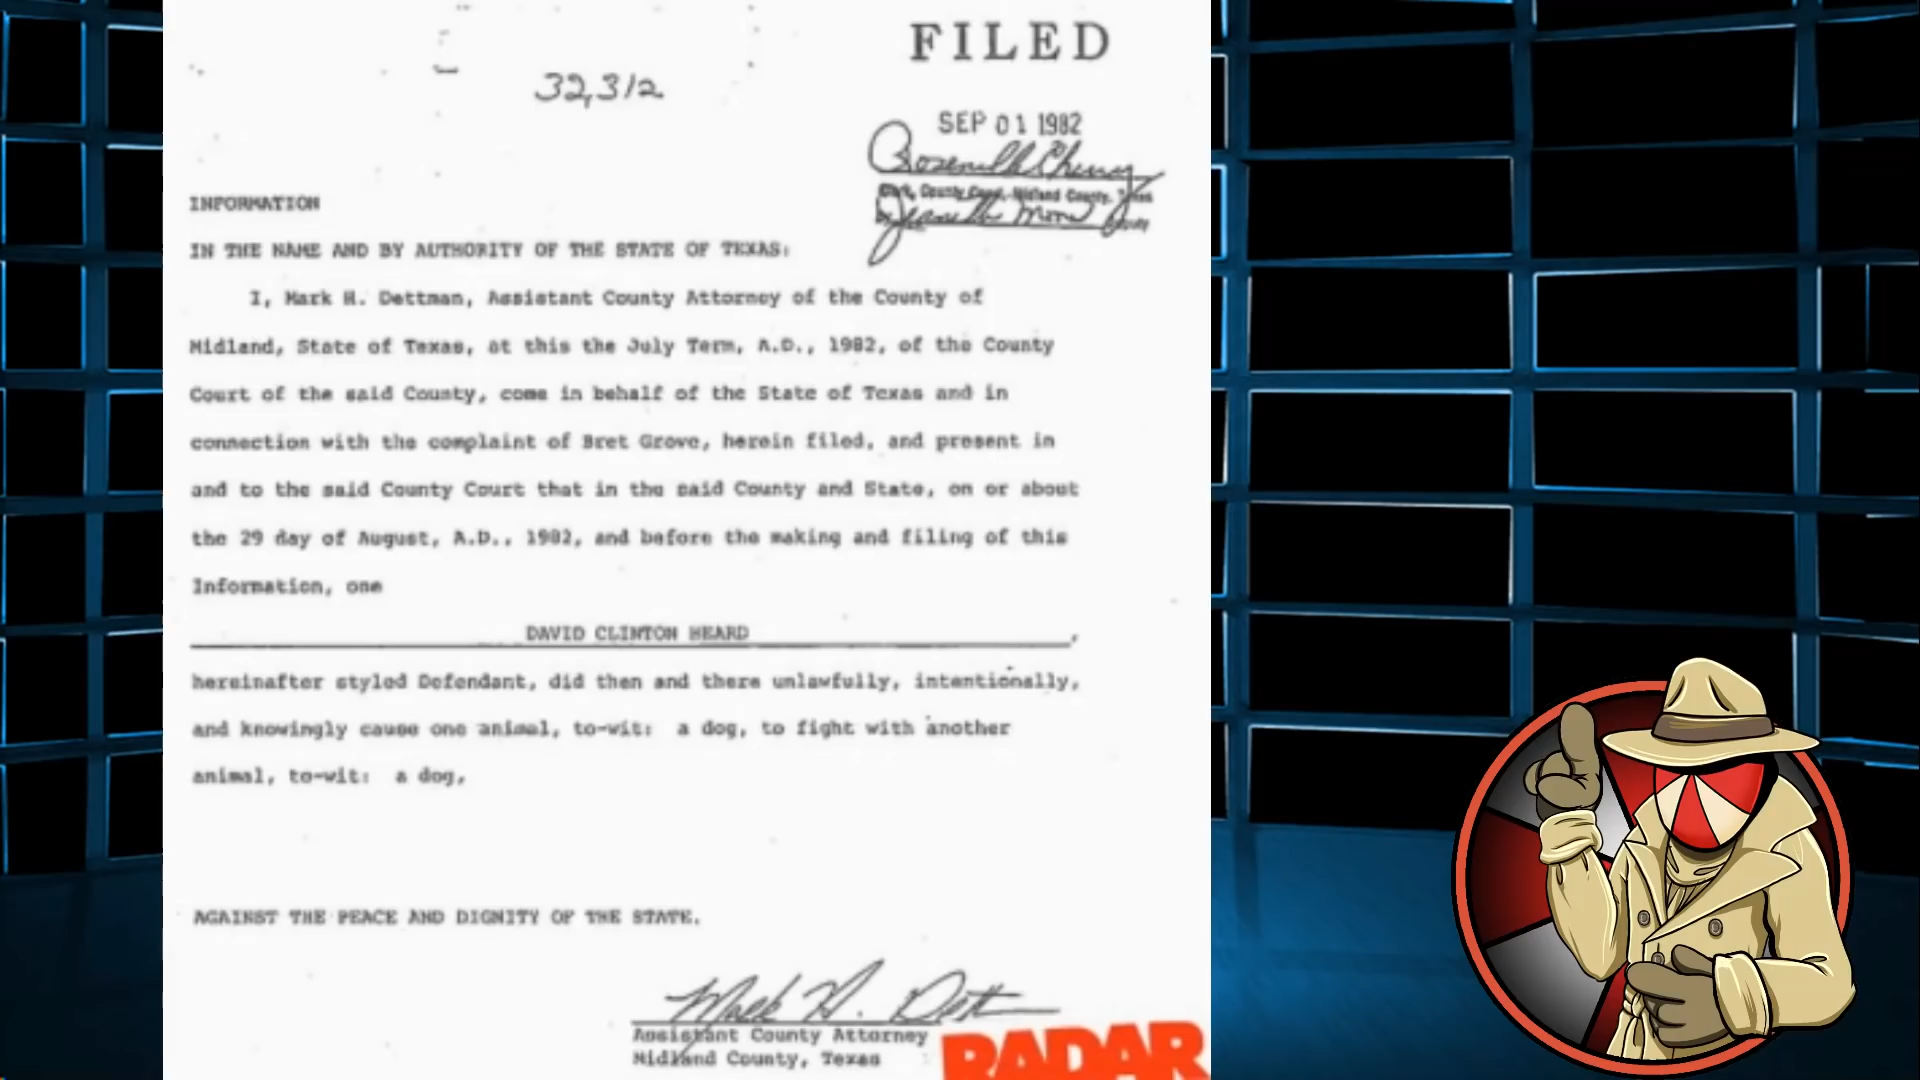 FILED
32,312
SEP 01 1982
INFORMATION
IN THE NAME AND BY AUTHORITY OF THE STATE OF TEXAS:
I, Mark H. Dettman, Assistant County Attorney of the County of
Midland, State of Texas, at this the July Term, A.D., 1982, of the County
Court of the said County, come in behalf of the State of Texas and in
connection with the complaint of Bret Grove, herein filed, and present in
and to the said County Court that in the said County and State, on or about
the 29 day of August, A.D., 1982, and before the making and filing of this
Information, one
DAVID CLINTON HEARD,
hereinafter styled Defendant, did then and there unlawfully, intentionally,
and knowingly cause one animal, to-wit: a dog, to fight with another
animal, to-wit: a dog,
AGAINST THE PEACE AND DIGNITY OF THE STATE.
Mark H. Dett
Assistant County Attorney
Midland County, Texas
RADAR